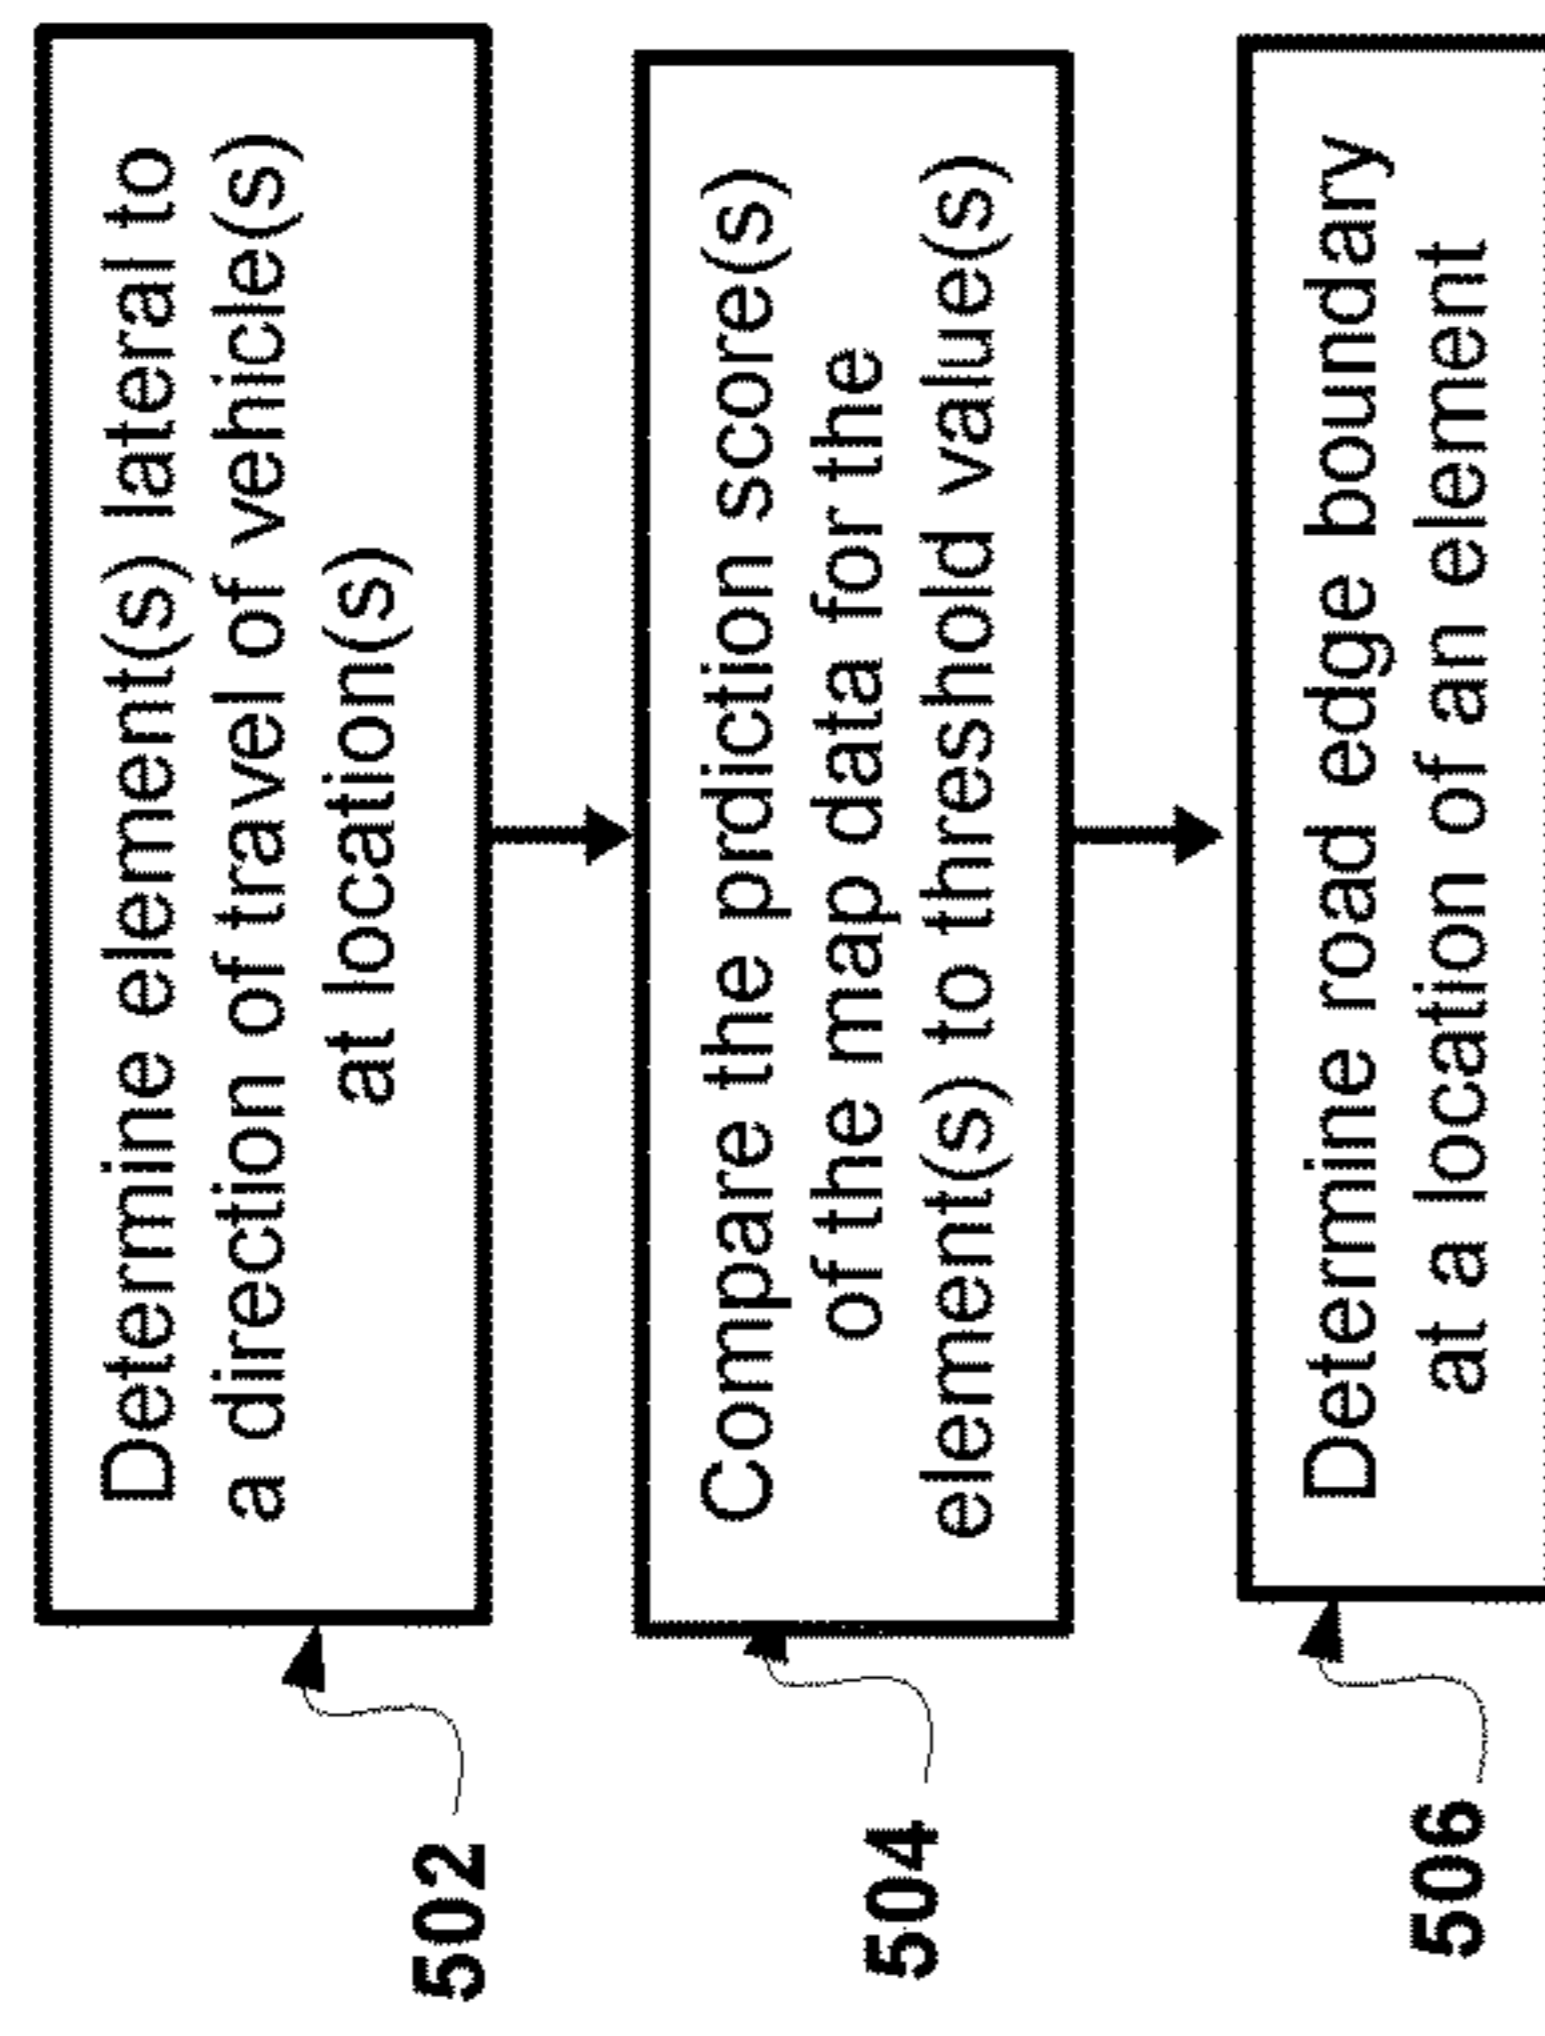 Determine element(s) lateral to
a direction of travel of vehicle(s)
at location(s)
502
Compare the prdiction score(s)
of the map data for the
element(s) to threshold value(s)
504
Determine road edge boundary
at a location of an element
506